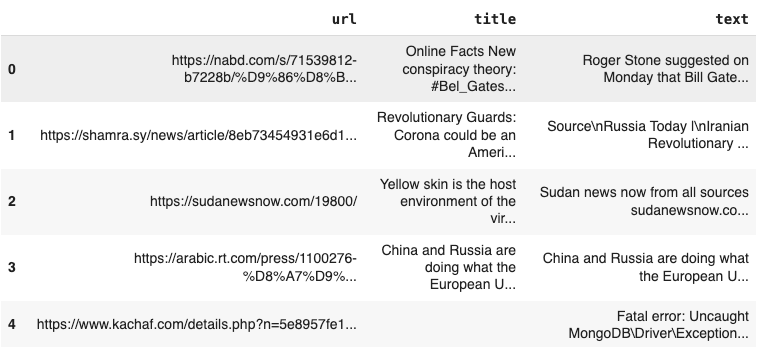 url title text
0 https://nabd.com/s/71539812-
b7228b/%D9%86%D8%B...
Online Facts New
conspiracy theory:
#Bel_Gates...
Roger Stone suggested on
Monday that Bill Gate...
1 https://shamra.sy/news/article/8eb73454931e6d1...
Revolutionary Guards:
Corona could be an
Ameri...
Source\nRussia Today I\nIranian
Revolutionary ...
2 https://sudanewsnow.com/19800/
Yellow skin is the host
environment of the
vir...
Sudan news now from all sources
sudanewsnow.co...
3 https://arabic.rt.com/press/1100276-
%D8%A7%D9%...
China and Russia are
doing what the
European U...
China and Russia are doing what
the European U...
4 https://www.kachaf.com/details.php?n=5e8957fe1...
Fatal error: Uncaught
MongoDB\Driver\Exception...